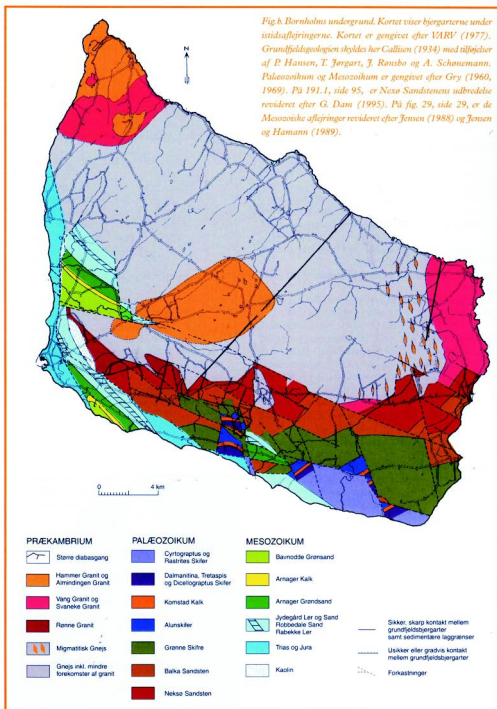 Fig.b. Bornholms undergrund. Kortet viser bjergarterne under
istidsaflejringerne. Kortet er gengivet efter VARV (1977).
Grundfjeldsgeologien skyldes her Callisen (1934) med tilføjelser
af P. Hansen, T. Jørgart, J. Rønsbo og A. Schønemann.
Palæozoikum og Mesozoikum er gengivet efter Gry (1960,
1969). På 191.1, side 95, er Nexø Sandstenens udbredelse
revideret efter G. Dam (1995). På fig. 29, side 29, er de
Mesozoiske aflejringer revideret efter Jensen (1988) og Jensen
og Hamann (1989).
N
0 4 km
PRÆKAMBRIUM
Større diabasgang
Hammer Granit og
Almindingen Granit
Vang Granit og
Svaneke Granit
Rønne Granit
Migmatitisk Gnejs
Gnejs inkl. mindre
forekomster af granit
PALÆOZOIKUM
Cyrtograptus og
Rastrites Skifer
Dalmanitina, Tretaspis
og Dicellograptus Skifer
Komstad Kalk
Alunskifer
Grønne Skifre
Balka Sandsten
Neksø Sandsten
MESOZOIKUM
Bavnodde Grønsand
Arnager Kalk
Arnager Grøndsand
Jydegård Ler og Sand
Robbedale Sand
Rabekke Ler
Trias og Jura
Kaolin
Sikker, skarp kontakt mellem
grundfjeldsbjergarter
samt sedimentære laggrænser
Usikker eller gradvis kontakt
mellem grundfjeldsbjergarter
Forkastninger